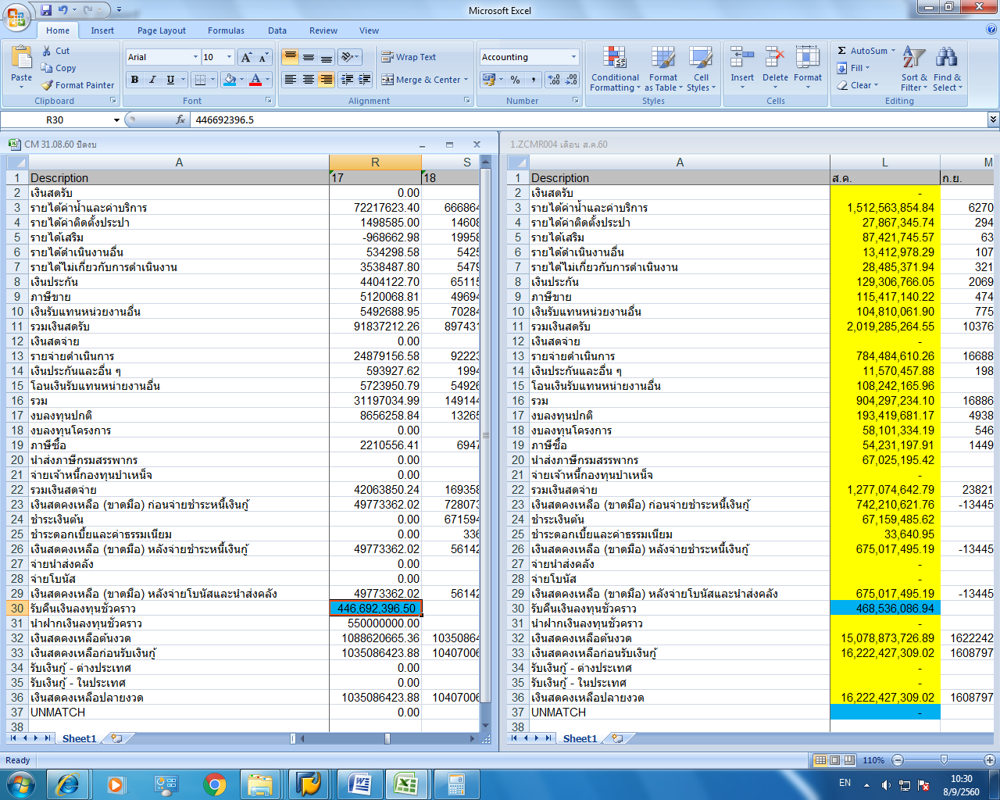 Microsoft Excel
Home Insert Page Layout Formulas Data Review View
Paste Cut Copy Format Painter Clipboard
Arial 10 A A B I U A Font
Wrap Text Merge & Center Alignment
Accounting % , .0 .00 .00 .0 Number
Conditional Formatting Format as Table Cell Styles Styles
Insert Delete Format Cells
Σ AutoSum Fill Clear Sort & Filter Find & Select Editing
R30 fx 446692396.5
CM 31.08.60 ปิดงบ
A R S
1 Description 17 18
2 เงินสดรับ 0.00
3 รายได้ค่าน้ำและค่าบริการ 72217623.40 666864
4 รายได้ค่าติดตั้งประปา 1498585.00 14608
5 รายได้เสริม -968662.98 19958
6 รายได้ดำเนินงานอื่น 534298.58 5425
7 รายได้ไม่เกี่ยวกับการดำเนินงาน 3538487.80 5479
8 เงินประกัน 4404122.70 65115
9 ภาษีขาย 5120068.81 49694
10 เงินรับแทนหน่วยงานอื่น 5492688.95 70284
11 รวมเงินสดรับ 91837212.26 897431
12 เงินสดจ่าย 0.00
13 รายจ่ายดำเนินการ 24879156.58 92223
14 เงินประกันและอื่น ๆ 593927.62 1994
15 โอนเงินรับแทนหน่ายงานอื่น 5723950.79 54926
16 รวม 31197034.99 149144
17 งบลงทุนปกติ 8656258.84 13265
18 งบลงทุนโครงการ 0.00
19 ภาษีซื้อ 2210556.41 6947
20 นำส่งภาษีกรมสรรพากร 0.00
21 จ่ายเจ้าหนี้กองทุนบำเหน็จ 0.00
22 รวมเงินสดจ่าย 42063850.24 169358
23 เงินสดคงเหลือ (ขาดมือ) ก่อนจ่ายชำระหนี้เงินกู้ 49773362.02 728073
24 ชำระเงินต้น 0.00 671594
25 ชำระดอกเบี้ยและค่าธรรมเนียม 0.00 336
26 เงินสดคงเหลือ (ขาดมือ) หลังจ่ายชำระหนี้เงินกู้ 49773362.02 56142
27 จ่ายนำส่งคลัง 0.00
28 จ่ายโบนัส 0.00
29 เงินสดคงเหลือ (ขาดมือ) หลังจ่ายโบนัสและนำส่งคลัง 49773362.02 56142
30 รับคืนเงินลงทุนชั่วคราว 446,692,396.50
31 นำฝากเงินลงทุนชั่วคราว 550000000.00
32 เงินสดคงเหลือต้นงวด 1088620665.36 10350864
33 เงินสดคงเหลือก่อนรับเงินกู้ 1035086423.88 10407006
34 รับเงินกู้ - ต่างประเทศ 0.00
35 รับเงินกู้ - ในประเทศ 0.00
36 เงินสดคงเหลือปลายงวด 1035086423.88 10407006
37 UNMATCH 0.00
38
Sheet1
1.ZCMR004 เดือน ส.ค.60
A L M
1 Description ส.ค. ก.ย.
2 เงินสดรับ -
3 รายได้ค่าน้ำและค่าบริการ 1,512,563,854.84 6270
4 รายได้ค่าติดตั้งประปา 27,867,345.74 294
5 รายได้เสริม 87,421,745.57 63
6 รายได้ดำเนินงานอื่น 13,412,978.29 107
7 รายได้ไม่เกี่ยวกับการดำเนินงาน 28,485,371.94 321
8 เงินประกัน 129,306,766.05 2069
9 ภาษีขาย 115,417,140.22 474
10 เงินรับแทนหน่วยงานอื่น 104,810,061.90 775
11 รวมเงินสดรับ 2,019,285,264.55 10376
12 เงินสดจ่าย -
13 รายจ่ายดำเนินการ 784,484,610.26 16688
14 เงินประกันและอื่น ๆ 11,570,457.88 198
15 โอนเงินรับแทนหน่ายงานอื่น 108,242,165.96
16 รวม 904,297,234.10 16886
17 งบลงทุนปกติ 193,419,681.17 4938
18 งบลงทุนโครงการ 58,101,334.19 546
19 ภาษีซื้อ 54,231,197.91 1449
20 นำส่งภาษีกรมสรรพากร 67,025,195.42
21 จ่ายเจ้าหนี้กองทุนบำเหน็จ -
22 รวมเงินสดจ่าย 1,277,074,642.79 23821
23 เงินสดคงเหลือ (ขาดมือ) ก่อนจ่ายชำระหนี้เงินกู้ 742,210,621.76 -13445
24 ชำระเงินต้น 67,159,485.62
25 ชำระดอกเบี้ยและค่าธรรมเนียม 33,640.95
26 เงินสดคงเหลือ (ขาดมือ) หลังจ่ายชำระหนี้เงินกู้ 675,017,495.19 -13445
27 จ่ายนำส่งคลัง -
28 จ่ายโบนัส -
29 เงินสดคงเหลือ (ขาดมือ) หลังจ่ายโบนัสและนำส่งคลัง 675,017,495.19 -13445
30 รับคืนเงินลงทุนชั่วคราว 468,536,086.94
31 นำฝากเงินลงทุนชั่วคราว -
32 เงินสดคงเหลือต้นงวด 15,078,873,726.89 1622242
33 เงินสดคงเหลือก่อนรับเงินกู้ 16,222,427,309.02 1608797
34 รับเงินกู้ - ต่างประเทศ -
35 รับเงินกู้ - ในประเทศ -
36 เงินสดคงเหลือปลายงวด 16,222,427,309.02 1608797
37 UNMATCH -
38
Sheet1
Ready 110%
EN 10:30
8/9/2560